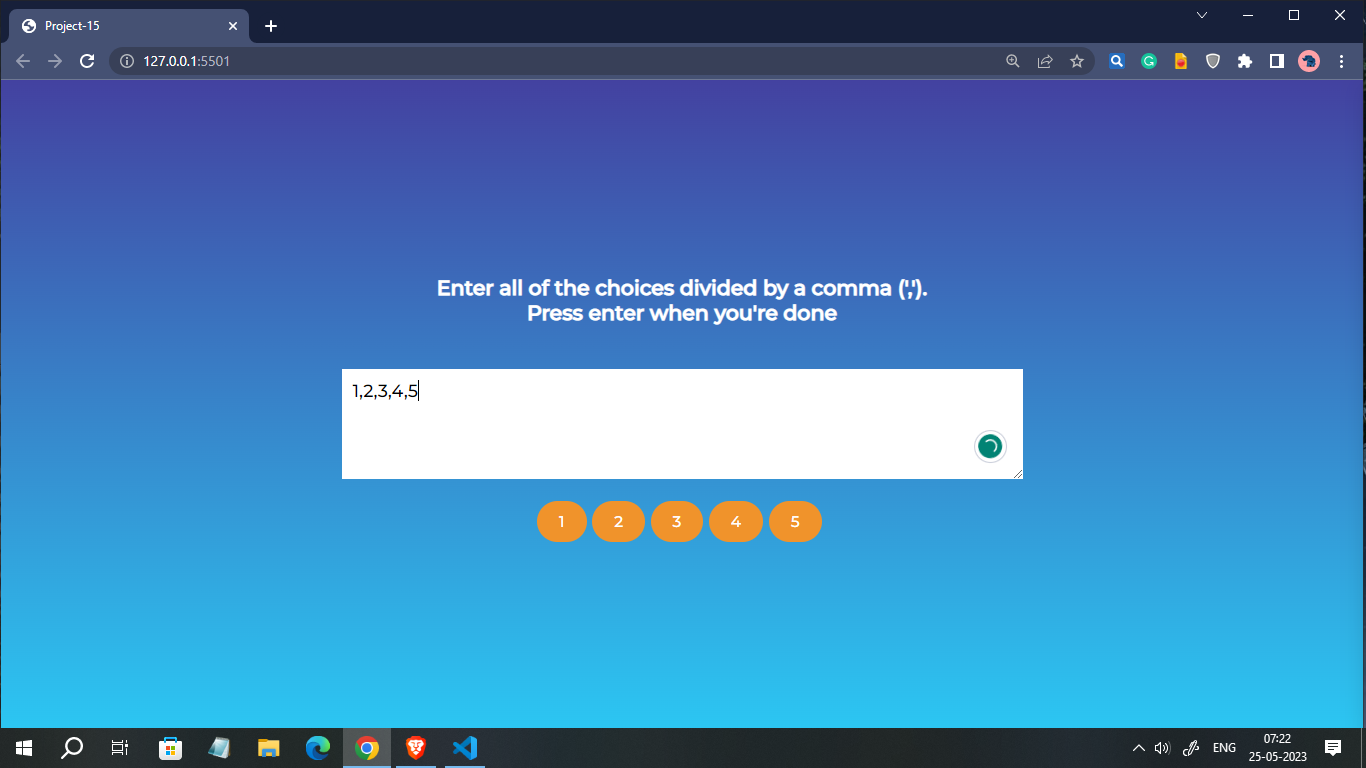 Project-15
127.0.0.1:5501
Enter all of the choices divided by a comma (',').
Press enter when you're done
1,2,3,4,5
1 2 3 4 5
ENG
07:22
25-05-2023